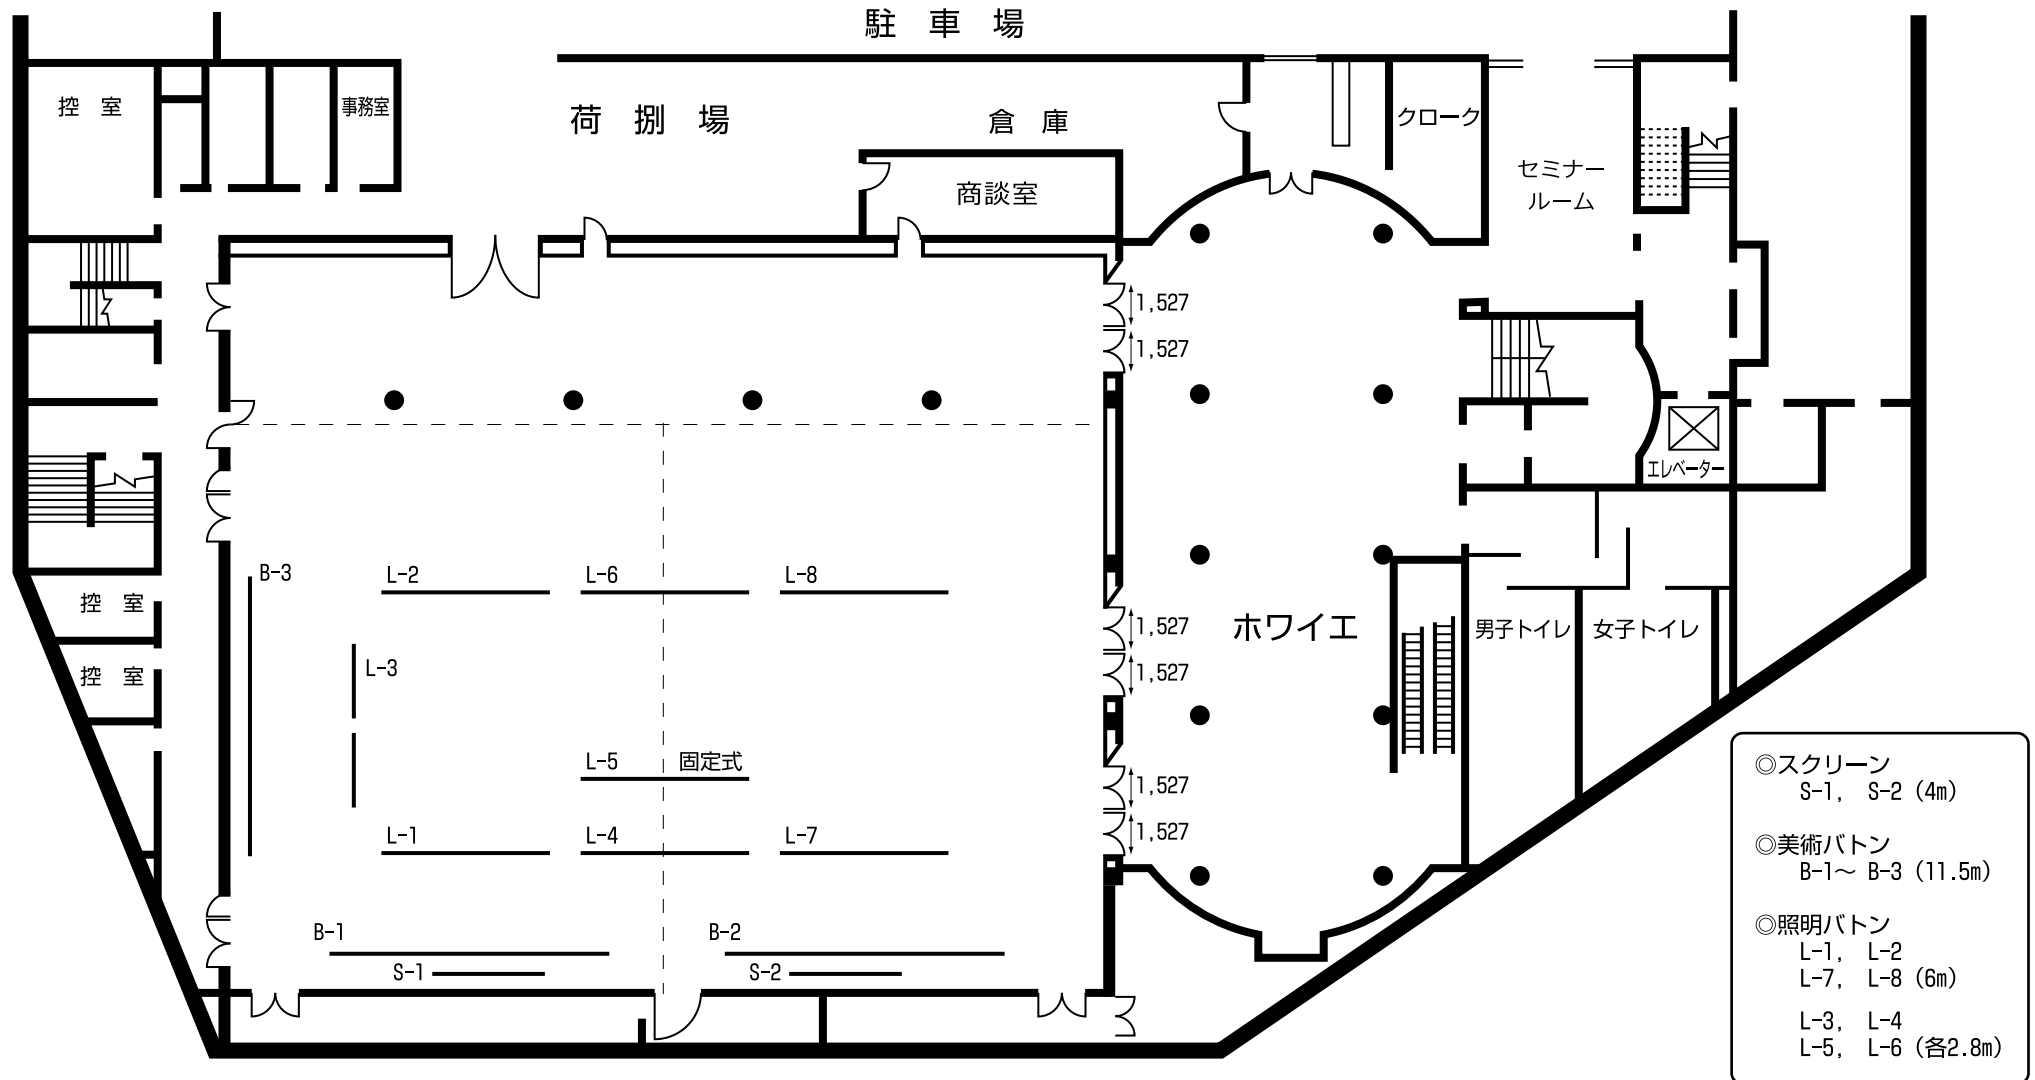 駐 車 場
控 室
事務室
荷 捌 場
倉 庫
クローク
商談室
セミナー
ルーム
1,527
1,527
エレベーター
B-3
L-2
L-6
L-8
控 室
L-3
1,527
1,527
ホワイエ
男子トイレ
女子トイレ
控 室
L-5
固定式
1,527
1,527
L-1
L-4
L-7
B-1
B-2
S-1
S-2
◎スクリーン
S-1, S-2(4m)
◎美術バトン
B-1〜 B-3(11.5m)
◎照明バトン
L-1, L-2
L-7, L-8(6m)
L-3, L-4
L-5, L-6(各2.8m)